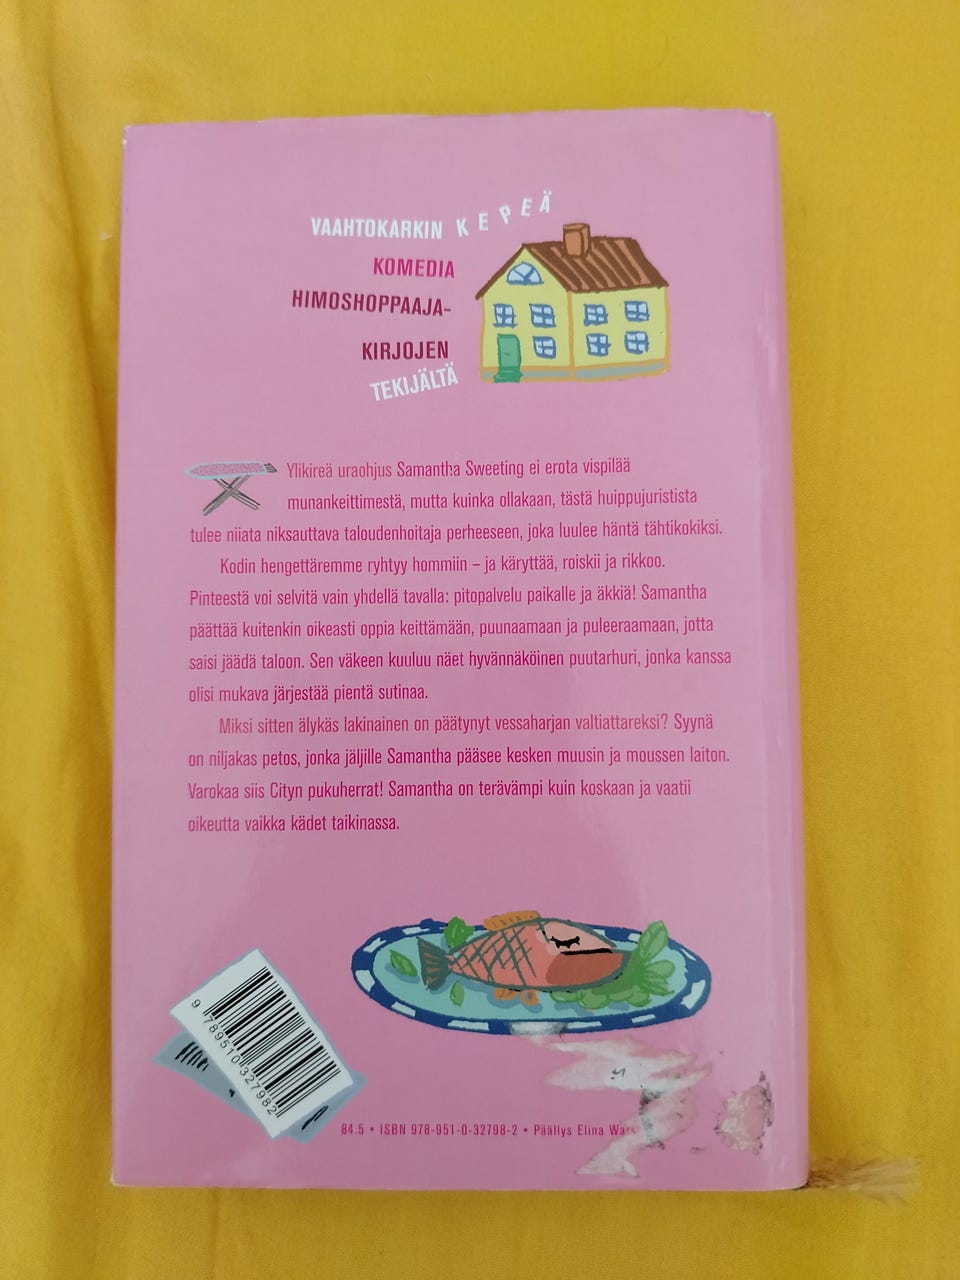 VAAHTOKARKIN KEPEÄ
KOMEDIA
HIMOSHOPPAAJA-
KIRJOJEN
TEKIJÄLTÄ
Ylikireä uraohjus Samantha Sweeting ei erota vispilää
munankeittimestä, mutta kuinka ollakaan, tästä huippujuristista
tulee niiata niksauttava taloudenhoitaja perheeseen, joka luulee häntä tähtikokiksi.
Kodin hengettäremme ryhtyy hommiin – ja käryttää, roiskii ja rikkoo.
Pinteestä voi selvitä vain yhdellä tavalla: pitopalvelu paikalle ja äkkiä! Samantha
päättää kuitenkin oikeasti oppia keittämään, puunaamaan ja puleeraamaan, jotta
saisi jäädä taloon. Sen väkeen kuuluu näet hyvännäköinen puutarhuri, jonka kanssa
olisi mukava järjestää pientä sutinaa.
Miksi sitten älykäs lakinainen on päätynyt vessaharjan valtiattareksi? Syynä
on niljakas petos, jonka jäljille Samantha pääsee kesken muusin ja moussen laiton.
Varokaa siis Cityn pukuherrat! Samantha on terävämpi kuin koskaan ja vaatii
oikeutta vaikka kädet taikinassa.
9 789510 327982
84.5 • ISBN 978-951-0-32798-2 • Päällys Elina